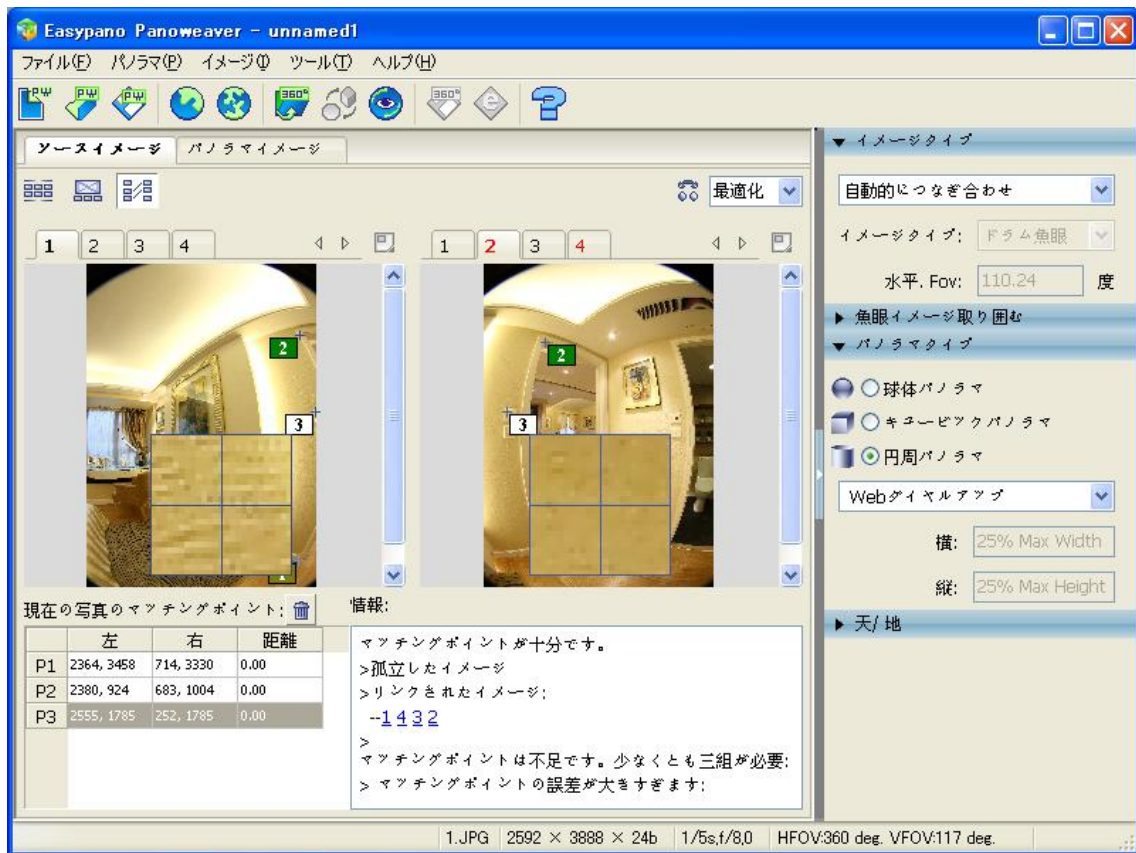 Easypano Panoweaver - unnamed1
ファイル(F) パノラマ(P) イメージ(I) ツール(T) ヘルプ(H)
PW PW PW 360° 360° e ?
ソースイメージ パノラマイメージ
最適化
1 2 3 4 1 2 3 4
2 2
3 3
現在の写真のマッチングポイント:
左 右 距離
P1 2364, 3458 714, 3330 0.00
P2 2380, 924 683, 1004 0.00
P3 2555, 1785 252, 1785 0.00
情報:
マッチングポイントが十分です。
>孤立したイメージ
>リンクされたイメージ:
--1 4 3 2
>
マッチングポイントは不足です。少なくとも三組が必要:
> マッチングポイントの誤差が大きすぎます:
▼ イメージタイプ
自動的につなぎ合わせ
イメージタイプ: ドラム魚眼
水平. Fov: 110.24 度
▶ 魚眼イメージ取り囲む
▼ パノラマタイプ
球体パノラマ
キュービックパノラマ
円周パノラマ
Webダイヤルアップ
横: 25% Max Width
縦: 25% Max Height
▶ 天/地
1.JPG 2592 × 3888 × 24b 1/5s,f/8,0 HFOV:360 deg. VFOV:117 deg.